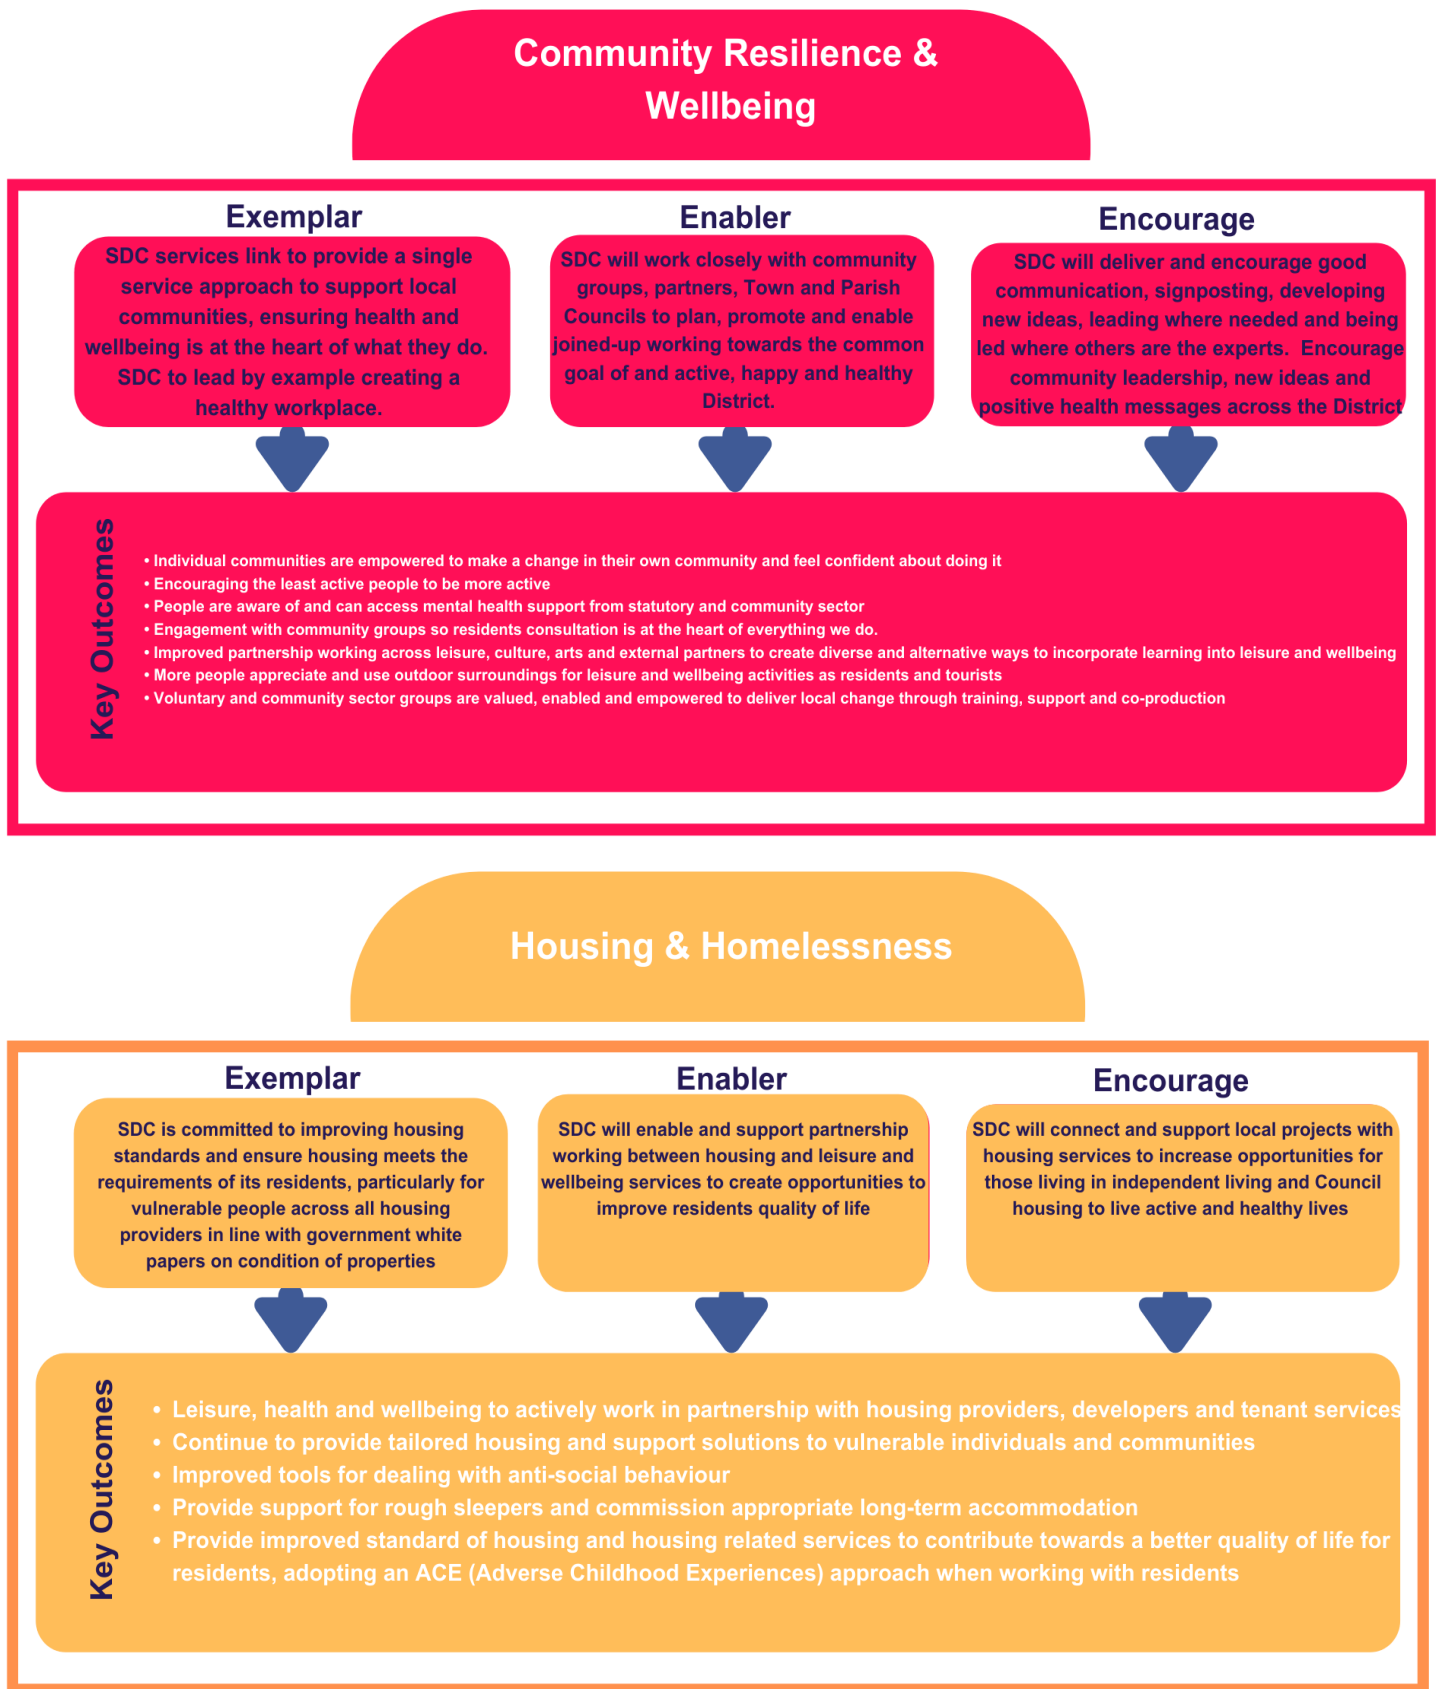 Community Resilience &
Wellbeing
Exemplar
SDC services link to provide a single
service approach to support local
communities, ensuring health and
wellbeing is at the heart of what they do.
SDC to lead by example creating a
healthy workplace.
Enabler
SDC will work closely with community
groups, partners, Town and Parish
Councils to plan, promote and enable
joined-up working towards the common
goal of and active, happy and healthy
District.
Encourage
SDC will deliver and encourage good
communication, signposting, developing
new ideas, leading where needed and being
led where others are the experts.  Encourage
community leadership, new ideas and
positive health messages across the District
Key Outcomes
• Individual communities are empowered to make a change in their own community and feel confident about doing it
• Encouraging the least active people to be more active
• People are aware of and can access mental health support from statutory and community sector
• Engagement with community groups so residents consultation is at the heart of everything we do.
• Improved partnership working across leisure, culture, arts and external partners to create diverse and alternative ways to incorporate learning into leisure and wellbeing
• More people appreciate and use outdoor surroundings for leisure and wellbeing activities as residents and tourists
• Voluntary and community sector groups are valued, enabled and empowered to deliver local change through training, support and co-production
Housing & Homelessness
Exemplar
SDC is committed to improving housing
standards and ensure housing meets the
requirements of its residents, particularly for
vulnerable people across all housing
providers in line with government white
papers on condition of properties
Enabler
SDC will enable and support partnership
working between housing and leisure and
wellbeing services to create opportunities to
improve residents quality of life
Encourage
SDC will connect and support local projects with
housing services to increase opportunities for
those living in independent living and Council
housing to live active and healthy lives
Key Outcomes
• Leisure, health and wellbeing to actively work in partnership with housing providers, developers and tenant services
• Continue to provide tailored housing and support solutions to vulnerable individuals and communities
• Improved tools for dealing with anti-social behaviour
• Provide support for rough sleepers and commission appropriate long-term accommodation
• Provide improved standard of housing and housing related services to contribute towards a better quality of life for
residents, adopting an ACE (Adverse Childhood Experiences) approach when working with residents